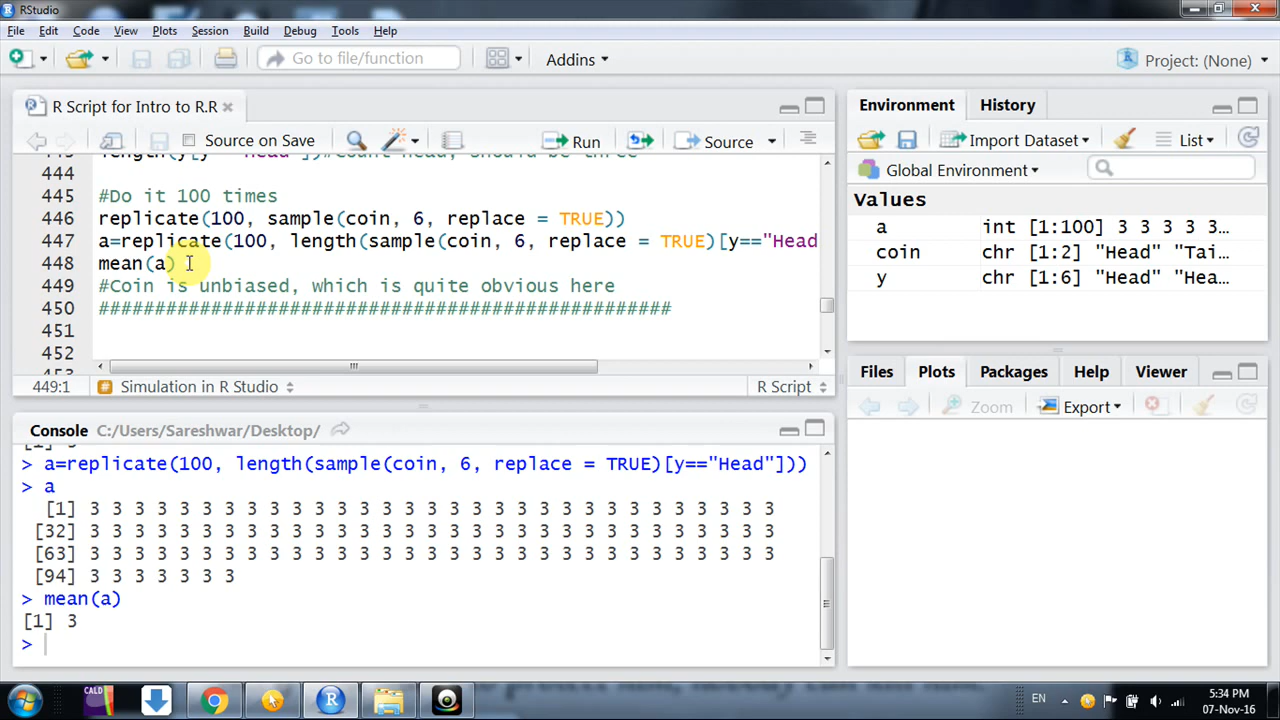 RStudio
File Edit Code View Plots Session Build Debug Tools Help
Go to file/function
Addins
Project: (None)
R Script for Intro to R.R
Source on Save
Run
Source
444
445 #Do it 100 times
446 replicate(100, sample(coin, 6, replace = TRUE))
447 a=replicate(100, length(sample(coin, 6, replace = TRUE)[y=="Head
448 mean(a)
449 #Coin is unbiased, which is quite obvious here
450 ###################################################
451
452
449:1 Simulation in R Studio R Script
Console C:/Users/Sareshwar/Desktop/
> a=replicate(100, length(sample(coin, 6, replace = TRUE)[y=="Head"]))
> a
[1] 3 3 3 3 3 3 3 3 3 3 3 3 3 3 3 3 3 3 3 3 3 3 3 3 3 3 3 3 3 3 3
[32] 3 3 3 3 3 3 3 3 3 3 3 3 3 3 3 3 3 3 3 3 3 3 3 3 3 3 3 3 3 3 3
[63] 3 3 3 3 3 3 3 3 3 3 3 3 3 3 3 3 3 3 3 3 3 3 3 3 3 3 3 3 3 3 3
[94] 3 3 3 3 3 3 3
> mean(a)
[1] 3
>
Environment History
Import Dataset List
Global Environment
Values
a int [1:100] 3 3 3 3 3…
coin chr [1:2] "Head" "Tai…
y chr [1:6] "Head" "Hea…
Files Plots Packages Help Viewer
Zoom Export
CALD
EN
5:34 PM
07-Nov-16